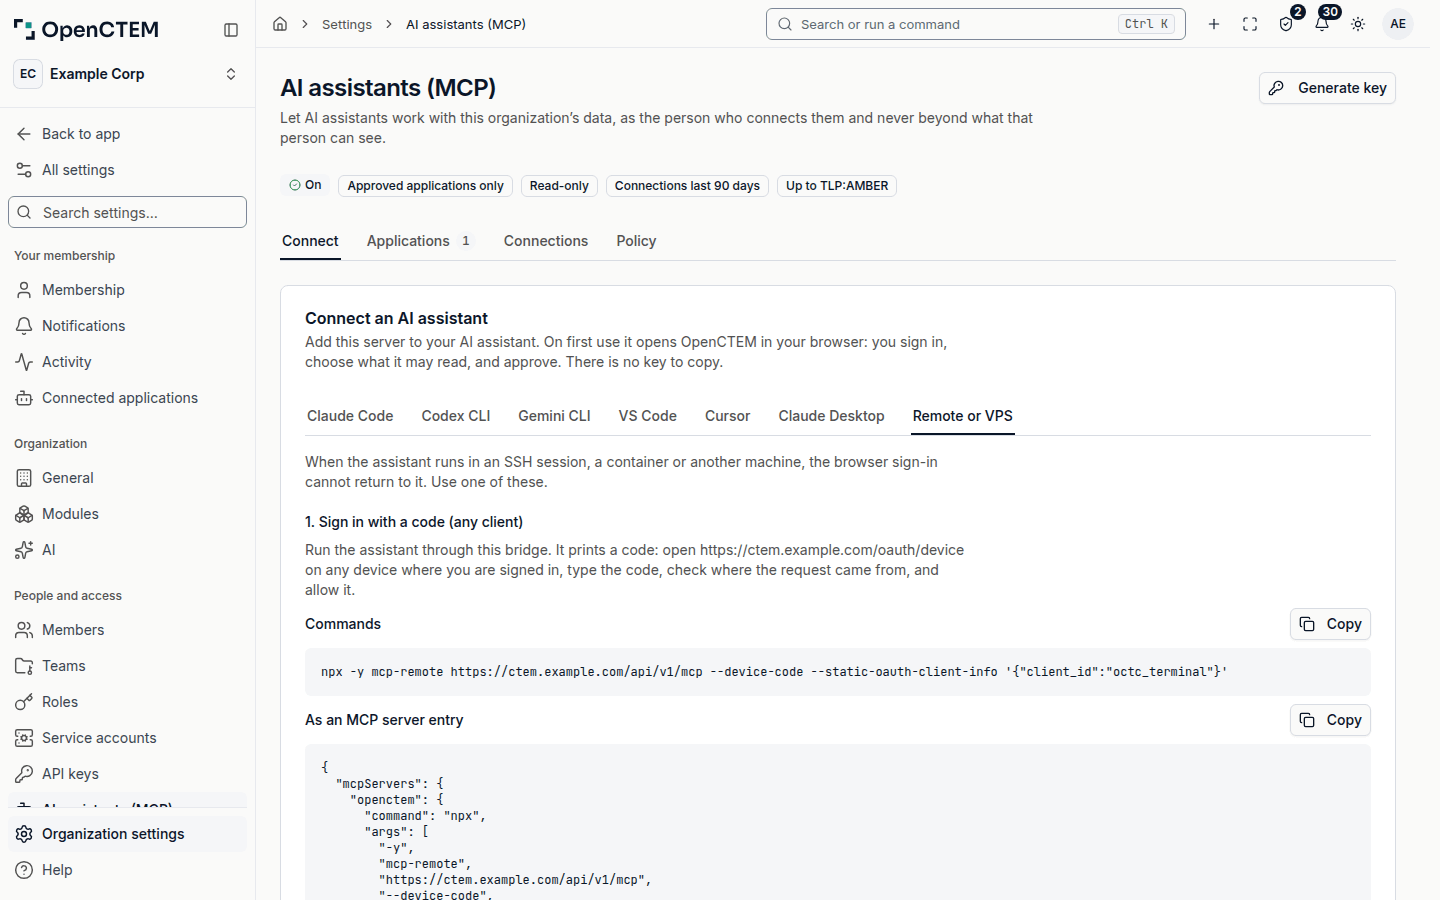 OpenCTEM
EC Example Corp
Back to app
All settings
Search settings...
Your membership
Membership
Notifications
Activity
Connected applications
Organization
General
Modules
AI
People and access
Members
Teams
Roles
Service accounts
API keys
AI assistants (MCP)
Organization settings
Help
Settings
AI assistants (MCP)
Search or run a command
Ctrl K
2
30
AE
AI assistants (MCP)
Generate key
Let AI assistants work with this organization’s data, as the person who connects them and never beyond what that
person can see.
On
Approved applications only
Read-only
Connections last 90 days
Up to TLP:AMBER
Connect
Applications 1
Connections
Policy
Connect an AI assistant
Add this server to your AI assistant. On first use it opens OpenCTEM in your browser: you sign in,
choose what it may read, and approve. There is no key to copy.
Claude Code
Codex CLI
Gemini CLI
VS Code
Cursor
Claude Desktop
Remote or VPS
When the assistant runs in an SSH session, a container or another machine, the browser sign-in
cannot return to it. Use one of these.
1. Sign in with a code (any client)
Run the assistant through this bridge. It prints a code: open https://ctem.example.com/oauth/device
on any device where you are signed in, type the code, check where the request came from, and
allow it.
Commands
Copy
npx -y mcp-remote https://ctem.example.com/api/v1/mcp --device-code --static-oauth-client-info '{"client_id":"octc_terminal"}'
As an MCP server entry
Copy
{
"mcpServers": {
"openctem": {
"command": "npx",
"args": [
"-y",
"mcp-remote",
"https://ctem.example.com/api/v1/mcp",
"--device-code",